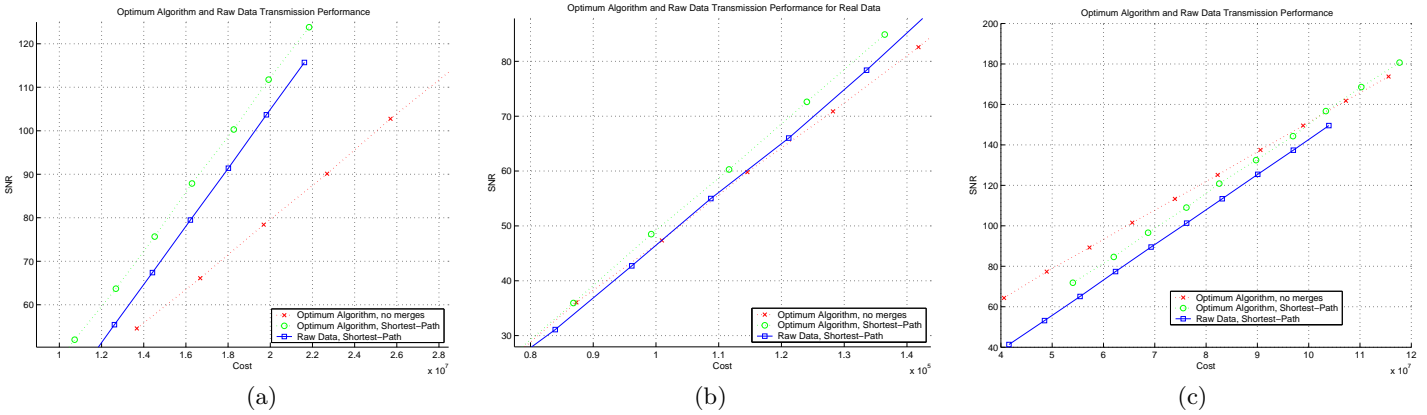 Optimum Algorithm and Raw Data Transmission Performance
SNR
120
110
100
90
80
70
60
1
1.2
1.4
1.6
1.8
2
2.2
2.4
2.6
2.8
x 10^7
Cost
Optimum Algorithm, no merges
Optimum Algorithm, Shortest−Path
Raw Data, Shortest−Path
(a)
Optimum Algorithm and Raw Data Transmission Performance for Real Data
SNR
80
70
60
50
40
30
0.8
0.9
1
1.1
1.2
1.3
1.4
x 10^5
Cost
Optimum Algorithm, no merges
Optimum Algorithm, Shortest−Path
Raw Data, Shortest−Path
(b)
Optimum Algorithm and Raw Data Transmission Performance
SNR
200
180
160
140
120
100
80
60
40
4
5
6
7
8
9
10
11
12
x 10^7
Cost
Optimum Algorithm, no merges
Optimum Algorithm, Shortest−Path
Raw Data, Shortest−Path
(c)